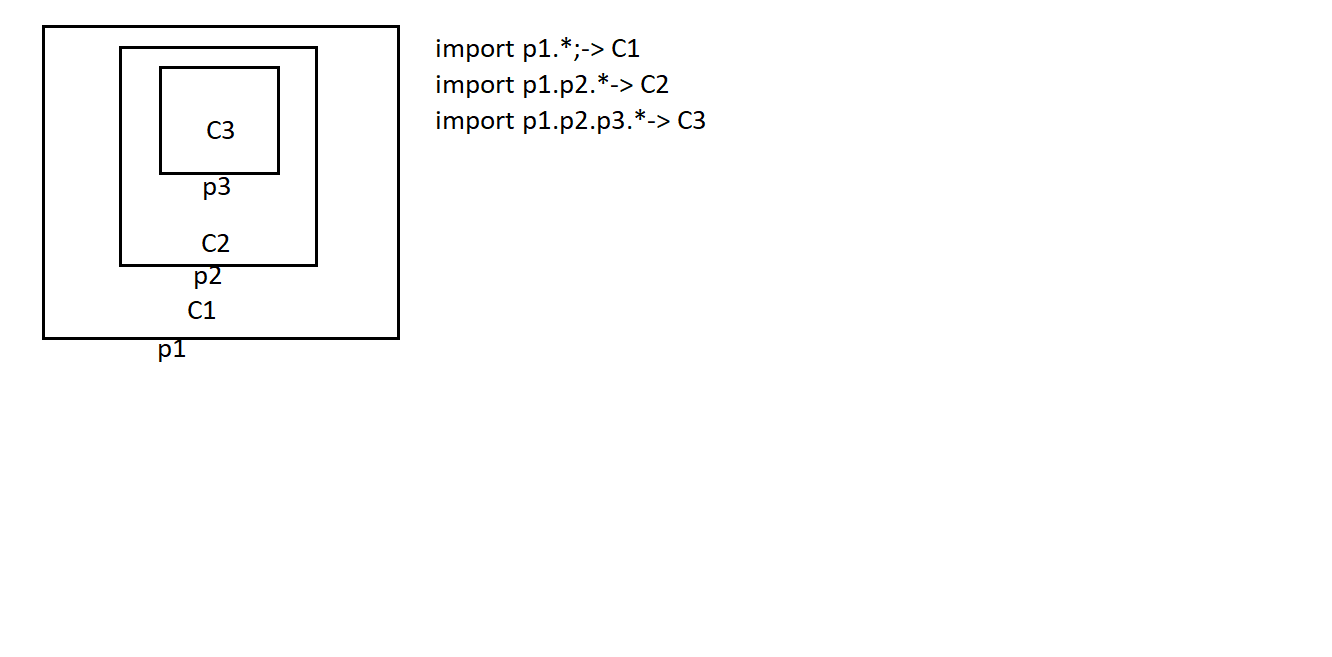 C3
p3
C2
p2
C1
p1
import p1.*;-> C1
import p1.p2.*-> C2
import p1.p2.p3.*-> C3